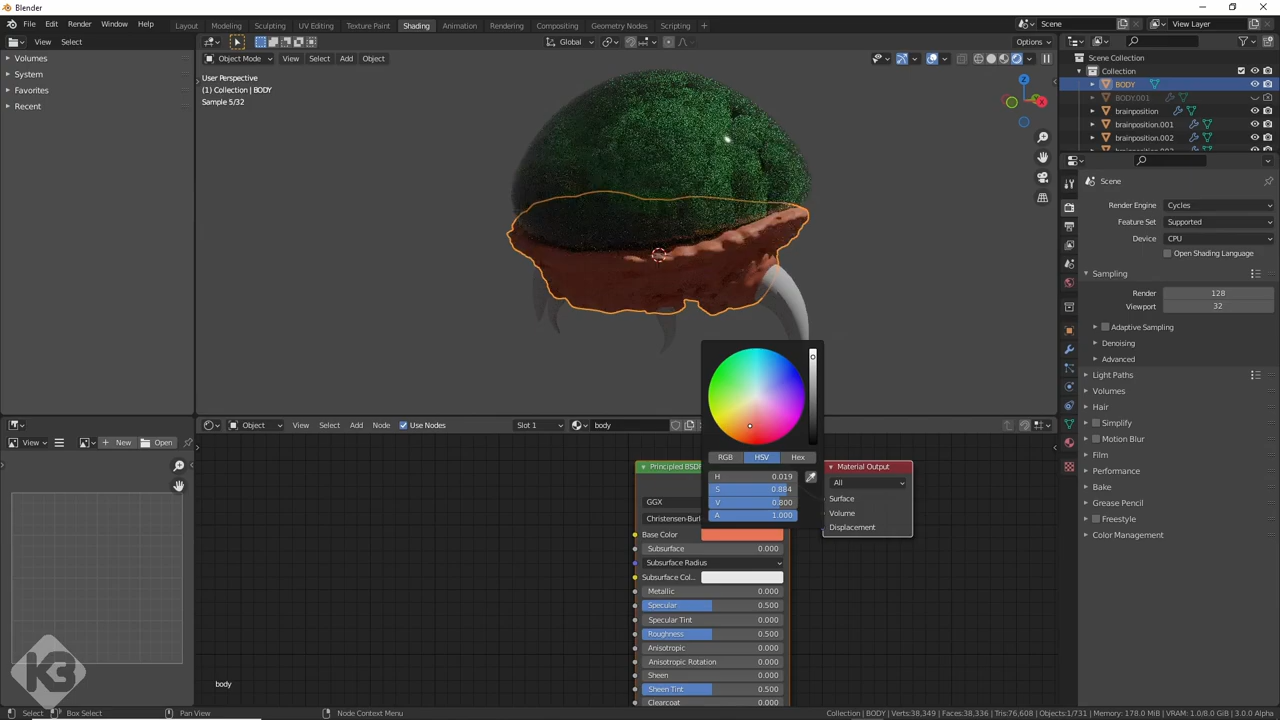 Blender
File Edit Render Window Help Layout Modeling Sculpting UV Editing Texture Paint Shading Animation Rendering Compositing Geometry Nodes Scripting + Scene View Layer
View Select Global Options
Volumes
System
Favorites
Recent
Object Mode View Select Add Object
User Perspective
(1) Collection | BODY
Sample 5/32
Scene Collection
Collection
BODY
BODY.001
brainposition
brainposition.001
brainposition.002
Scene
Render Engine Cycles
Feature Set Supported
Device CPU
Open Shading Language
Sampling
Render 128
Viewport 32
Adaptive Sampling
Denoising
Advanced
Light Paths
Volumes
Hair
Simplify
Motion Blur
Film
Performance
Bake
Grease Pencil
Freestyle
Color Management
View New Open
Object View Select Add Node Use Nodes Slot 1 body
RGB HSV Hex
H 0.019
S 0.884
V 0.800
A 1.000
Principled BSDF
GGX
Christensen-Burl
Base Color
Subsurface 0.000
Subsurface Radius
Subsurface Col...
Metallic 0.000
Specular 0.500
Specular Tint 0.000
Roughness 0.500
Anisotropic 0.000
Anisotropic Rotation 0.000
Sheen 0.000
Sheen Tint 0.500
Clearcoat 0.000
Material Output
All
Surface
Volume
Displacement
K3
body
Select Box Select Pan View Node Context Menu Collection | BODY | Verts:38,349 | Faces:38,336 | Tris:76,608 | Objects:1/731 | Memory: 178.0 MiB | VRAM: 1.0/8.0 GiB | 3.0.0 Alpha